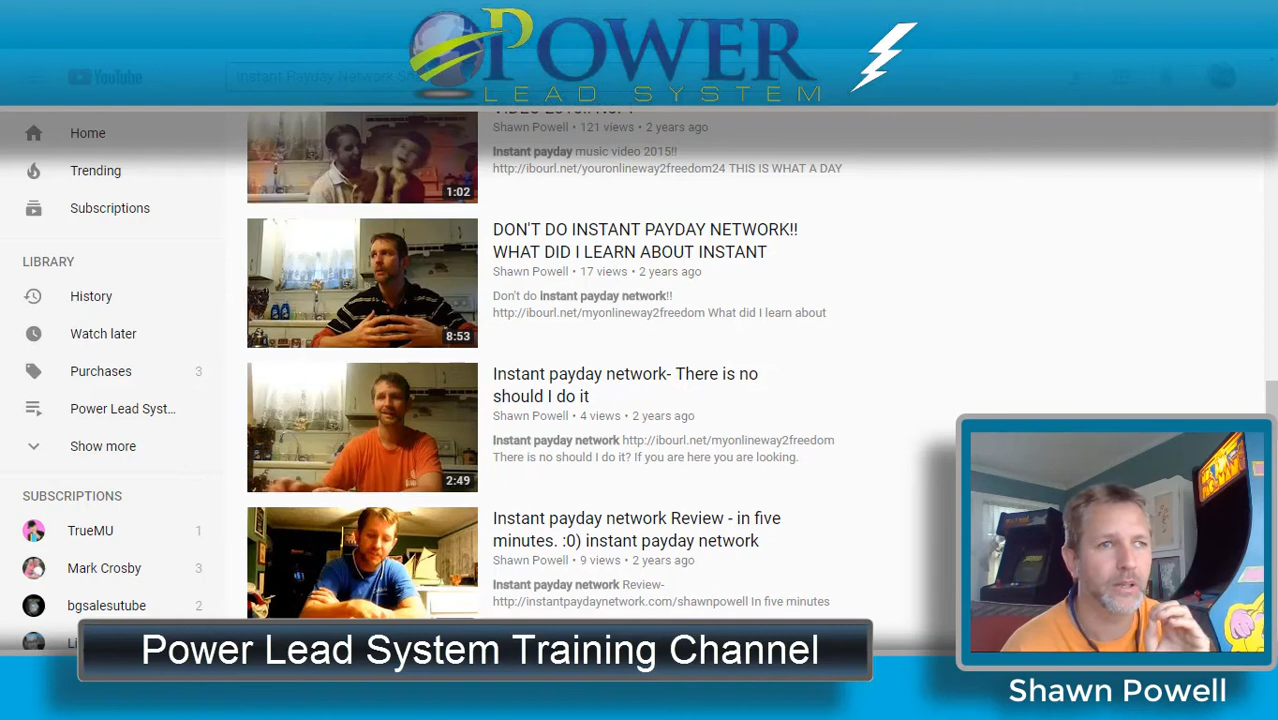 POWER
LEAD SYSTEM
YouTube
Instant Payday Network
Home
Trending
Subscriptions
LIBRARY
History
Watch later
Purchases 3
Power Lead Syst...
Show more
SUBSCRIPTIONS
TrueMU 1
Mark Crosby 3
bgsalesutube 2
Shawn Powell • 121 views • 2 years ago
Instant payday music video 2015!!
http://ibourl.net/youronlineway2freedom24 THIS IS WHAT A DAY
1:02
DON'T DO INSTANT PAYDAY NETWORK!!
WHAT DID I LEARN ABOUT INSTANT
Shawn Powell • 17 views • 2 years ago
Don't do instant payday network!!
http://ibourl.net/myonlineway2freedom What did I learn about
8:53
Instant payday network- There is no
should I do it
Shawn Powell • 4 views • 2 years ago
Instant payday network http://ibourl.net/myonlineway2freedom
There is no should I do it? If you are here you are looking.
2:49
Instant payday network Review - in five
minutes. :0) instant payday network
Shawn Powell • 9 views • 2 years ago
Instant payday network Review-
http://instantpaydaynetwork.com/shawnpowell In five minutes
Power Lead System Training Channel
Shawn Powell